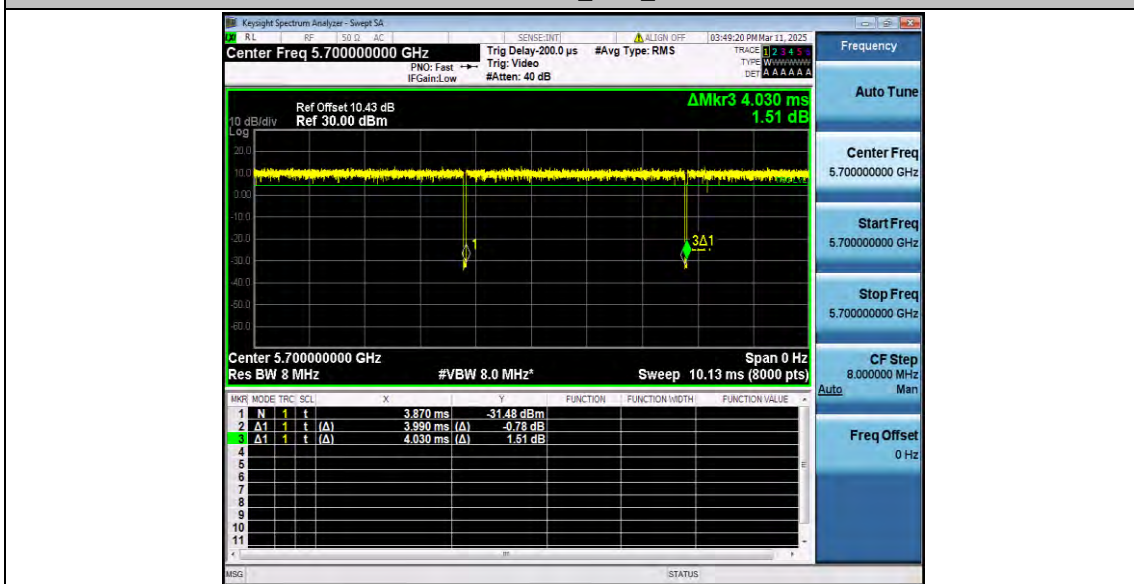 Keysight Spectrum Analyzer - Swept SA
RL RF 50 Ω AC SENSE:INT ALIGN OFF 03:49:20 PM Mar 11, 2025
Center Freq 5.700000000 GHz
PNO: Fast
IFGain:Low
Trig Delay-200.0 µs
Trig: Video
#Atten: 40 dB
#Avg Type: RMS
TRACE 1 2 3 4 5 6
TYPE WWWWWW
DET A A A A A A
Ref Offset 10.43 dB
10 dB/div Ref 30.00 dBm
Log
ΔMkr3 4.030 ms
1.51 dB
20.0
10.0
0.00
-10.0
-20.0
-30.0
-40.0
-50.0
-60.0
1
3Δ1
Center 5.700000000 GHz Span 0 Hz
Res BW 8 MHz #VBW 8.0 MHz* Sweep 10.13 ms (8000 pts)
MKR MODE TRC SCL X Y FUNCTION FUNCTION WIDTH FUNCTION VALUE
1 N 1 t 3.870 ms -31.48 dBm
2 Δ1 1 t (Δ) 3.990 ms (Δ) -0.78 dB
3 Δ1 1 t (Δ) 4.030 ms (Δ) 1.51 dB
4
5
6
7
8
9
10
11
MSG STATUS
Frequency
Auto Tune
Center Freq
5.700000000 GHz
Start Freq
5.700000000 GHz
Stop Freq
5.700000000 GHz
CF Step
8.000000 MHz
Auto Man
Freq Offset
0 Hz